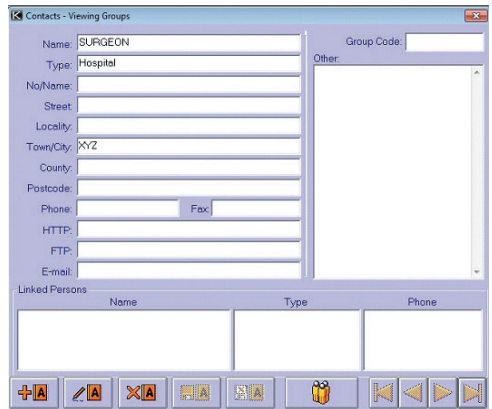 Contacts - Viewing Groups
Name: SURGEON
Group Code:
Type: Hospital
Other:
No/Name:
Street:
Locality:
Town/City: XYZ
County:
Postcode:
Phone: Fax:
HTTP:
FTP:
E-mail:
Linked Persons
Name Type Phone
A A A A A